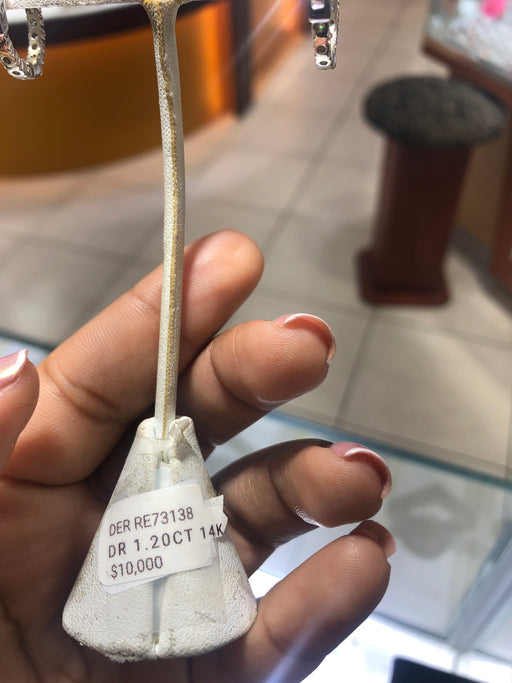 DER RE73138
DR 1.20CT 14K
$10,000